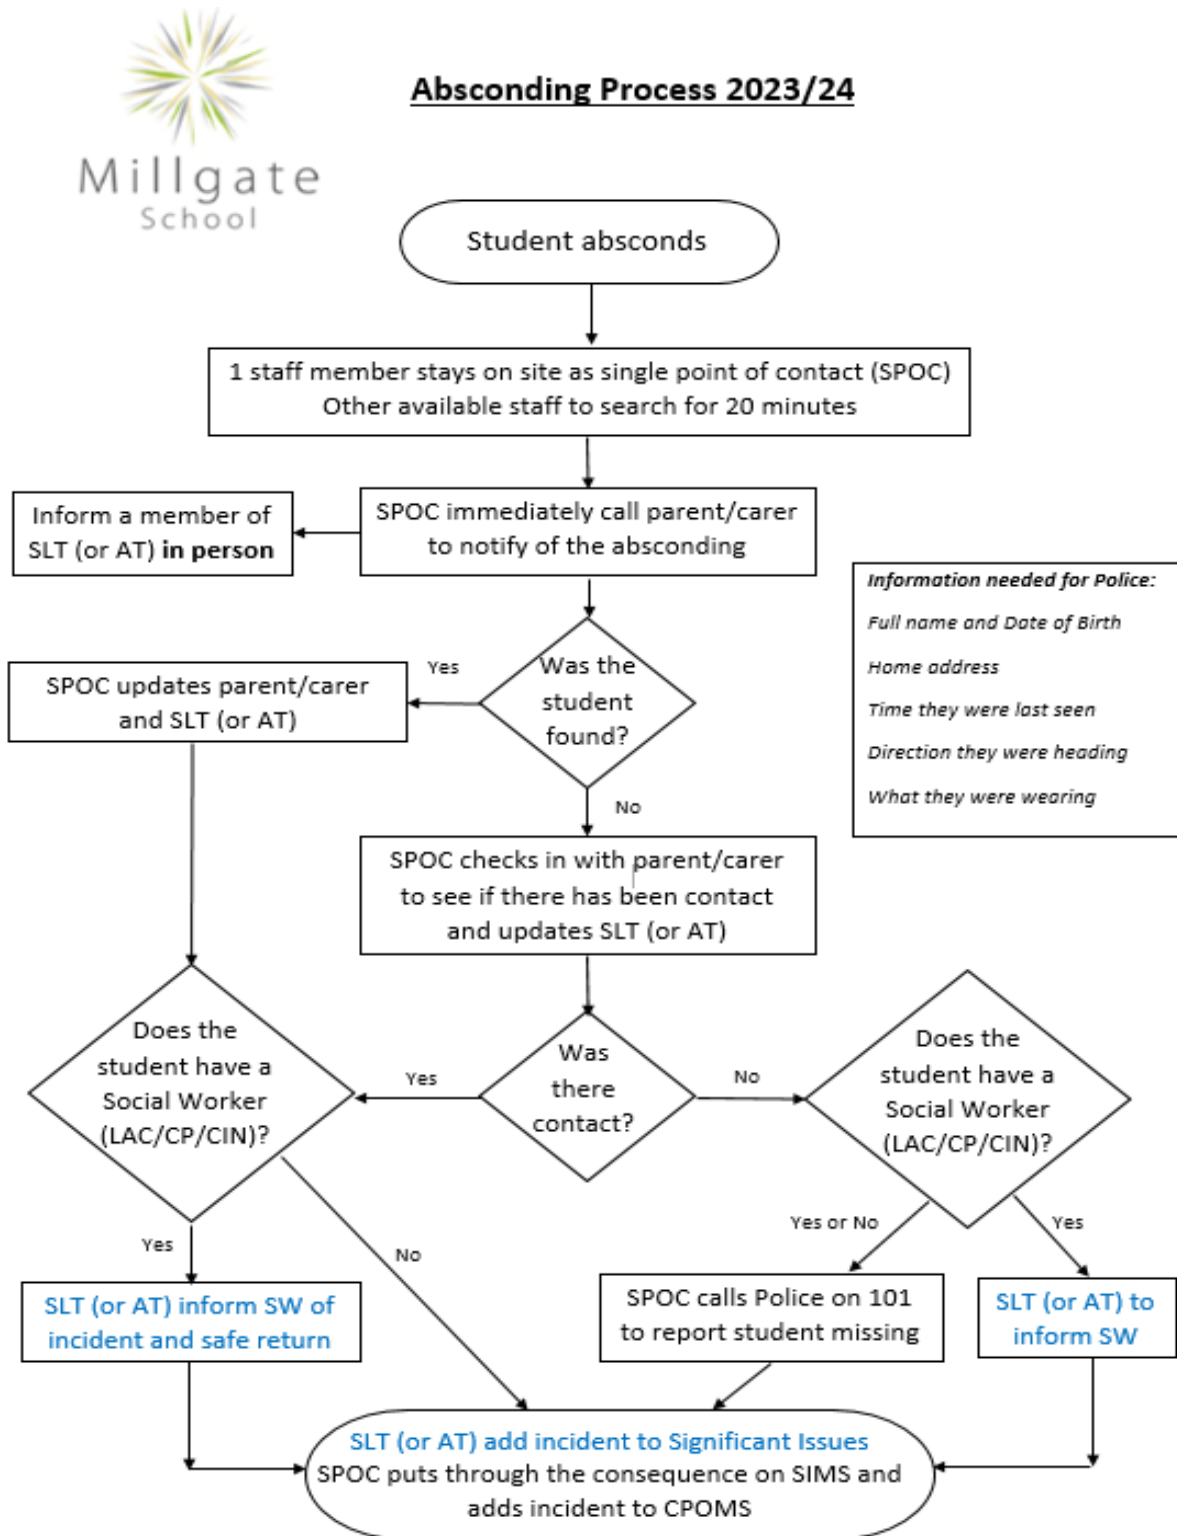 Millgate
School
Absconding Process 2023/24
Student absconds
1 staff member stays on site as single point of contact (SPOC)
Other available staff to search for 20 minutes
Inform a member of
SLT (or AT) in person
SPOC immediately call parent/carer
to notify of the absconding
Information needed for Police:
Full name and Date of Birth
Home address
Time they were last seen
Direction they were heading
What they were wearing
Was the
student
found?
Yes
SPOC updates parent/carer
and SLT (or AT)
No
SPOC checks in with parent/carer
to see if there has been contact
and updates SLT (or AT)
Does the
student have a
Social Worker
(LAC/CP/CIN)?
Yes
Was
there
contact?
No
Does the
student have a
Social Worker
(LAC/CP/CIN)?
Yes
No
Yes or No
Yes
SLT (or AT) inform SW of
incident and safe return
SPOC calls Police on 101
to report student missing
SLT (or AT) to
inform SW
SLT (or AT) add incident to Significant Issues
SPOC puts through the consequence on SIMS and
adds incident to CPOMS